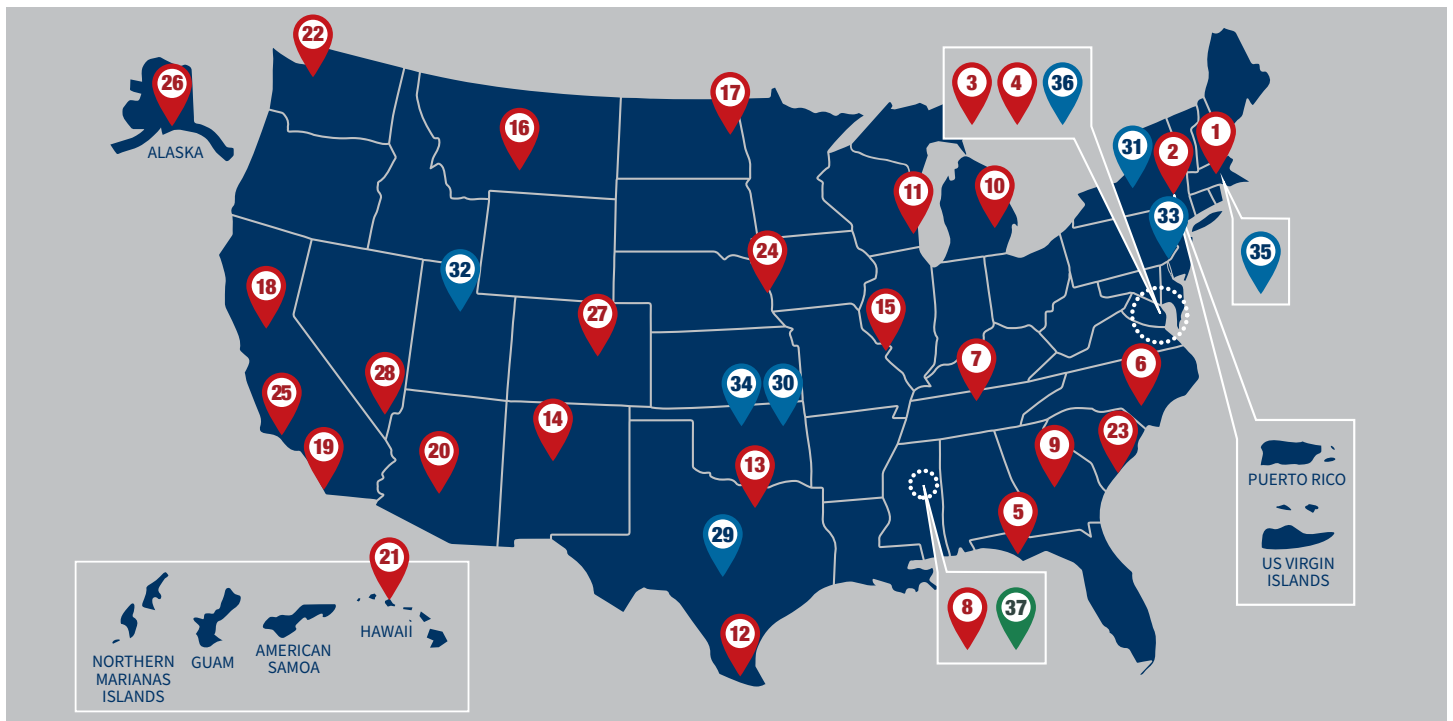 22
26
17
3 4 36
16
31 2 1
ALASKA
11
10
33
24
35
32
18
15
27
7
6
28
34 30
25
14
23
19
20
9
13
PUERTO RICO
5
29
21
US VIRGIN
ISLANDS
8 37
12
HAWAII
NORTHERN
MARIANAS
ISLANDS
GUAM
AMERICAN
SAMOA